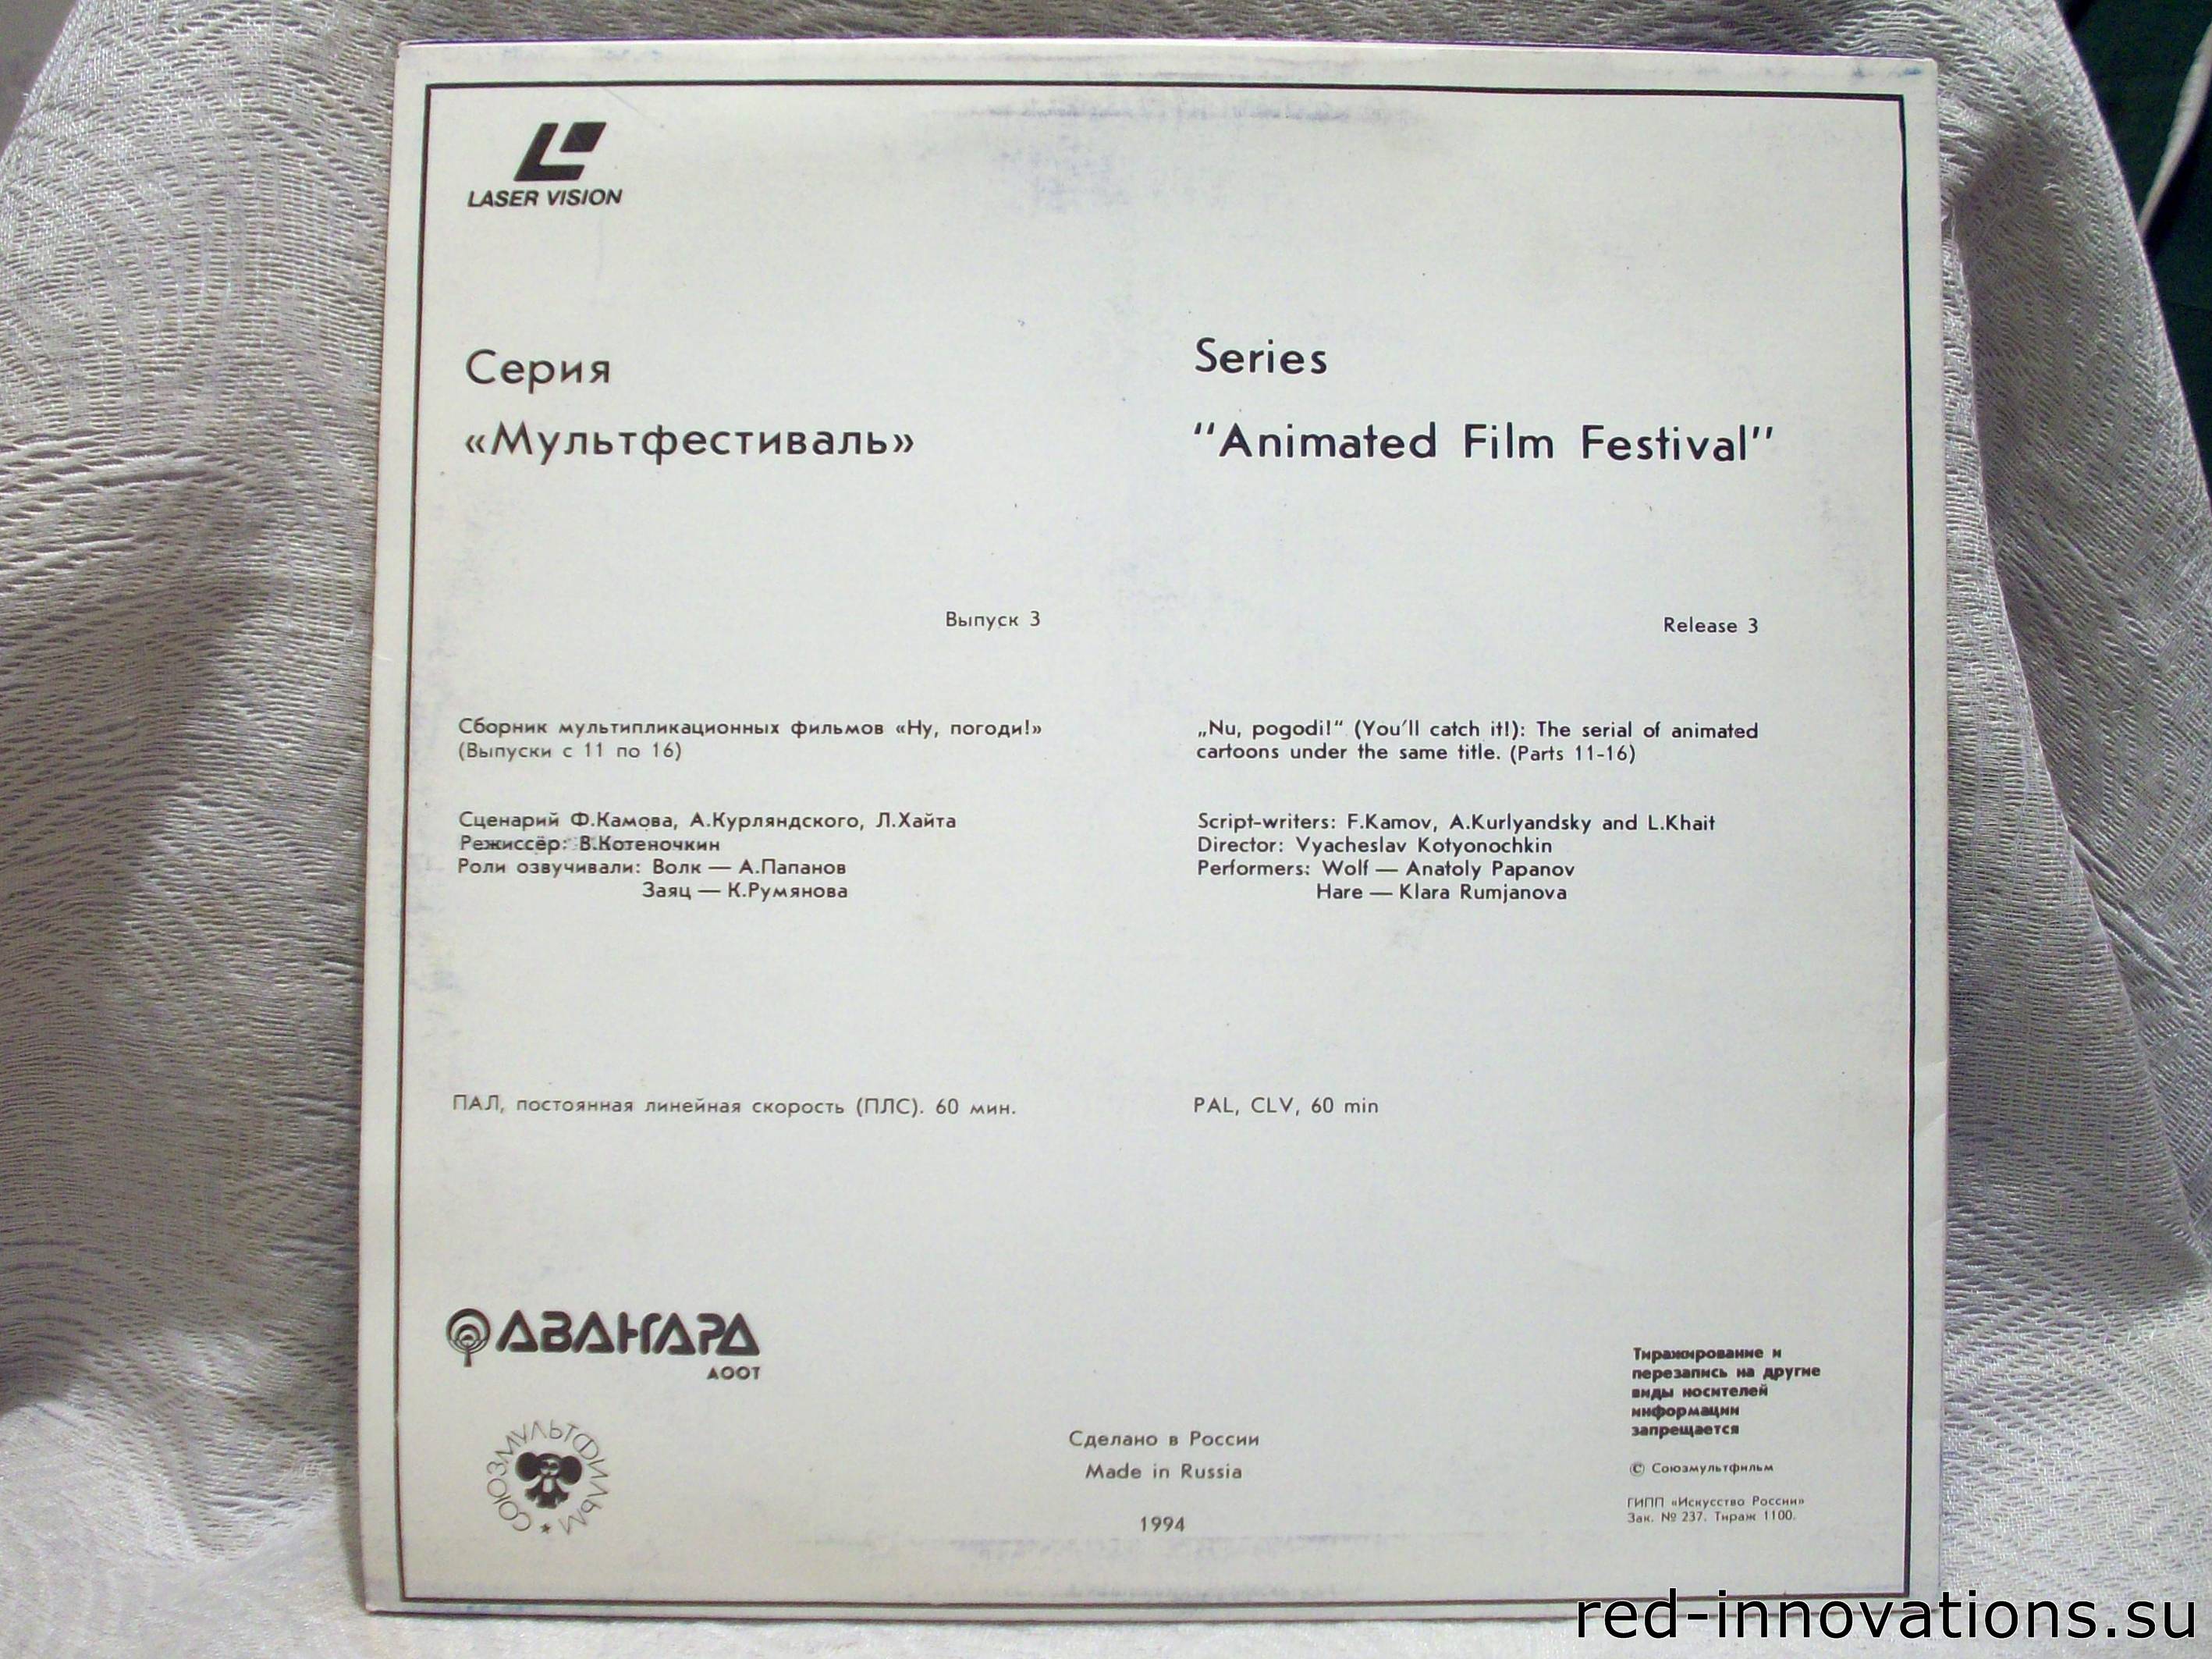 LASER VISION
Серия
«Мультфестиваль»
Выпуск 3
Сборник мультипликационных фильмов «Ну, погоди!»
(Выпуски с 11 по 16)
Сценарий Ф.Камова, А.Курляндского, Л.Хайта
Режиссёр: В.Котеночкин
Роли озвучивали: Волк — А.Папанов
Заяц — К.Румянова
ПАЛ, постоянная линейная скорость (ПЛС). 60 мин.
Series
"Animated Film Festival"
Release 3
„Nu, pogodi!“ (You'll catch it!): The serial of animated
cartoons under the same title. (Parts 11-16)
Script-writers: F.Kamov, A.Kurlyandsky and L.Khait
Director: Vyacheslav Kotyonochkin
Performers: Wolf — Anatoly Papanov
Hare — Klara Rumjanova
PAL, CLV, 60 min
АВАНГАРД
АООТ
СОЮЗМУЛЬТФИЛЬМ
Сделано в России
Made in Russia
1994
Тиражирование и
перезапись на другие
виды носителей
информации
запрещается
© Союзмультфильм
ГИПП «Искусство России»
Зак. № 237. Тираж 1100.
red-innovations.su